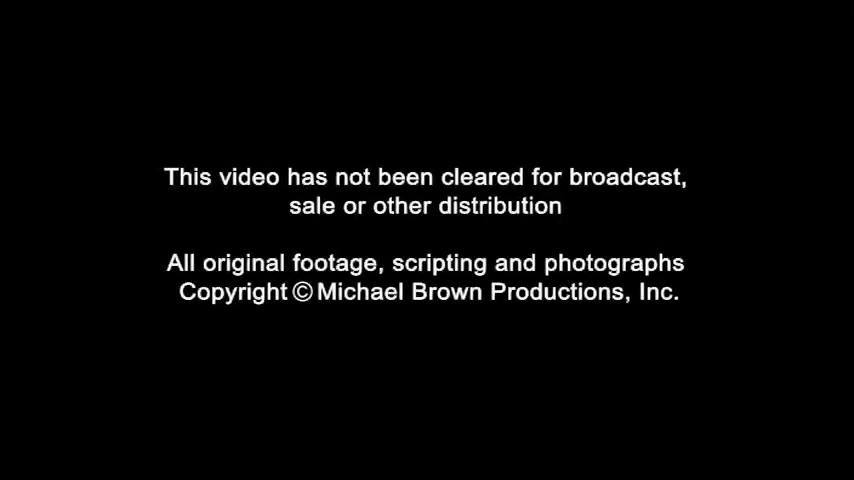 This video has not been cleared for broadcast,
sale or other distribution
All original footage, scripting and photographs
Copyright © Michael Brown Productions, Inc.